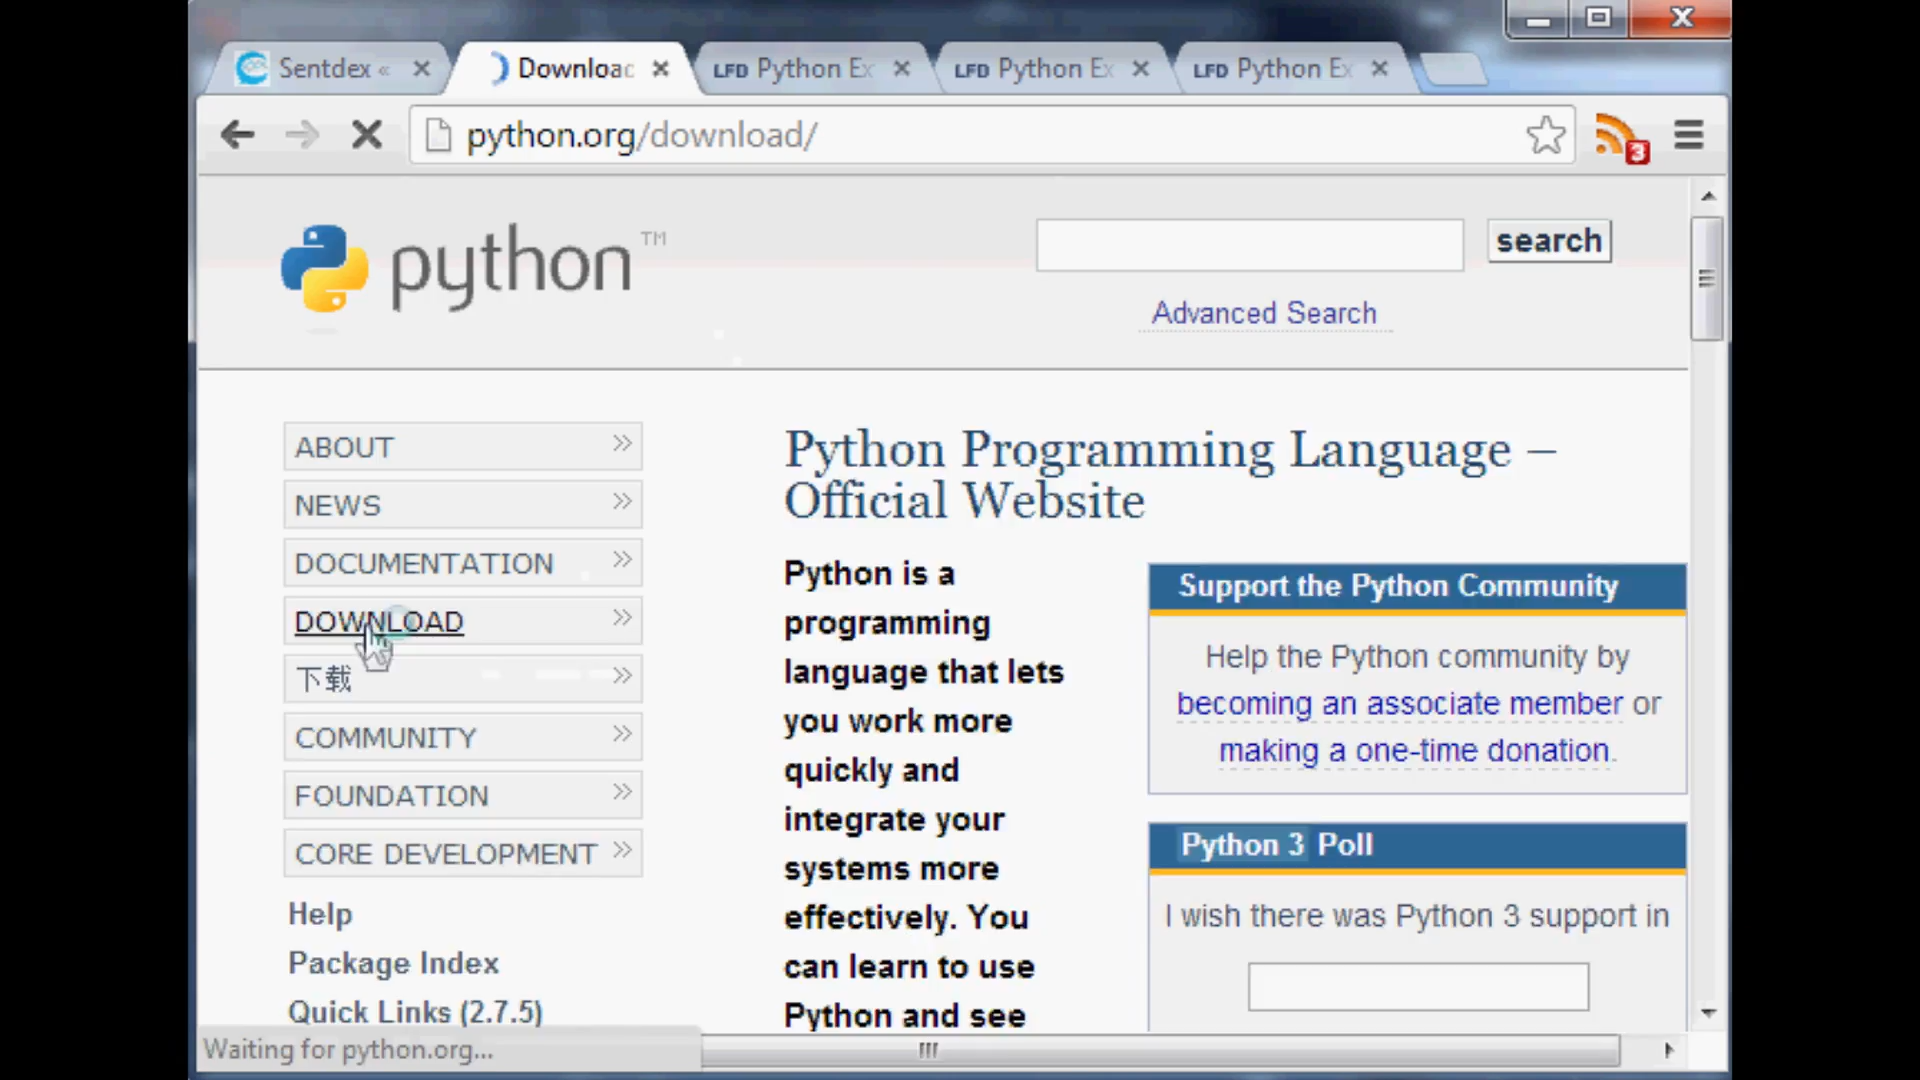 Sentdex «
Download
LFD Python Ex
LFD Python Ex
LFD Python Ex
python.org/download/
3
python™
search
Advanced Search
ABOUT
NEWS
DOCUMENTATION
DOWNLOAD
下载
COMMUNITY
FOUNDATION
CORE DEVELOPMENT
Help
Package Index
Quick Links (2.7.5)
Python Programming Language –
Official Website
Python is a
programming
language that lets
you work more
quickly and
integrate your
systems more
effectively. You
can learn to use
Python and see
Support the Python Community
Help the Python community by
becoming an associate member or
making a one-time donation.
Python 3 Poll
I wish there was Python 3 support in
Waiting for python.org...